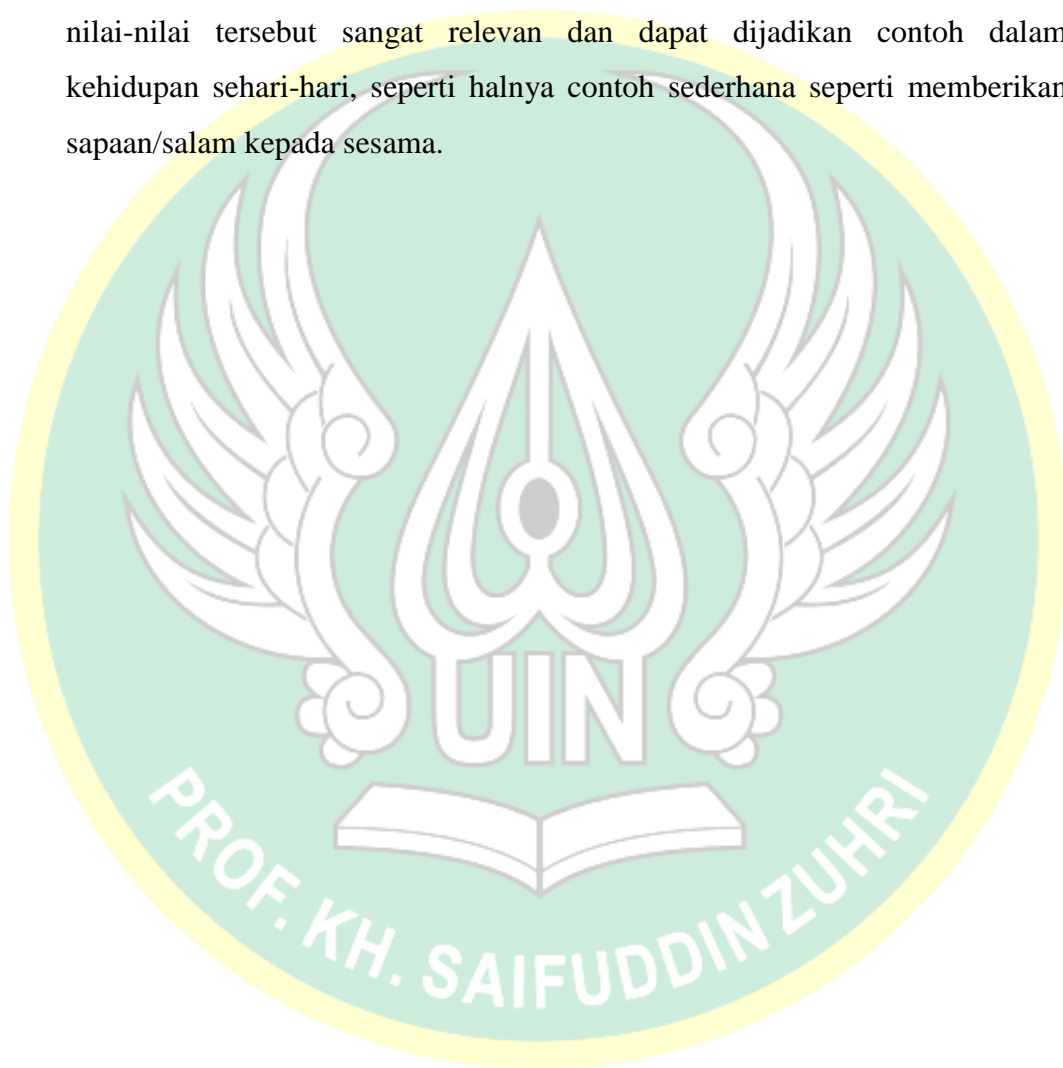 nilai-nilai tersebut sangat relevan dan dapat dijadikan contoh dalam
kehidupan sehari-hari, seperti halnya contoh sederhana seperti memberikan
sapaan/salam kepada sesama.
UIN
PROF. KH. SAIFUDDIN ZUHRI